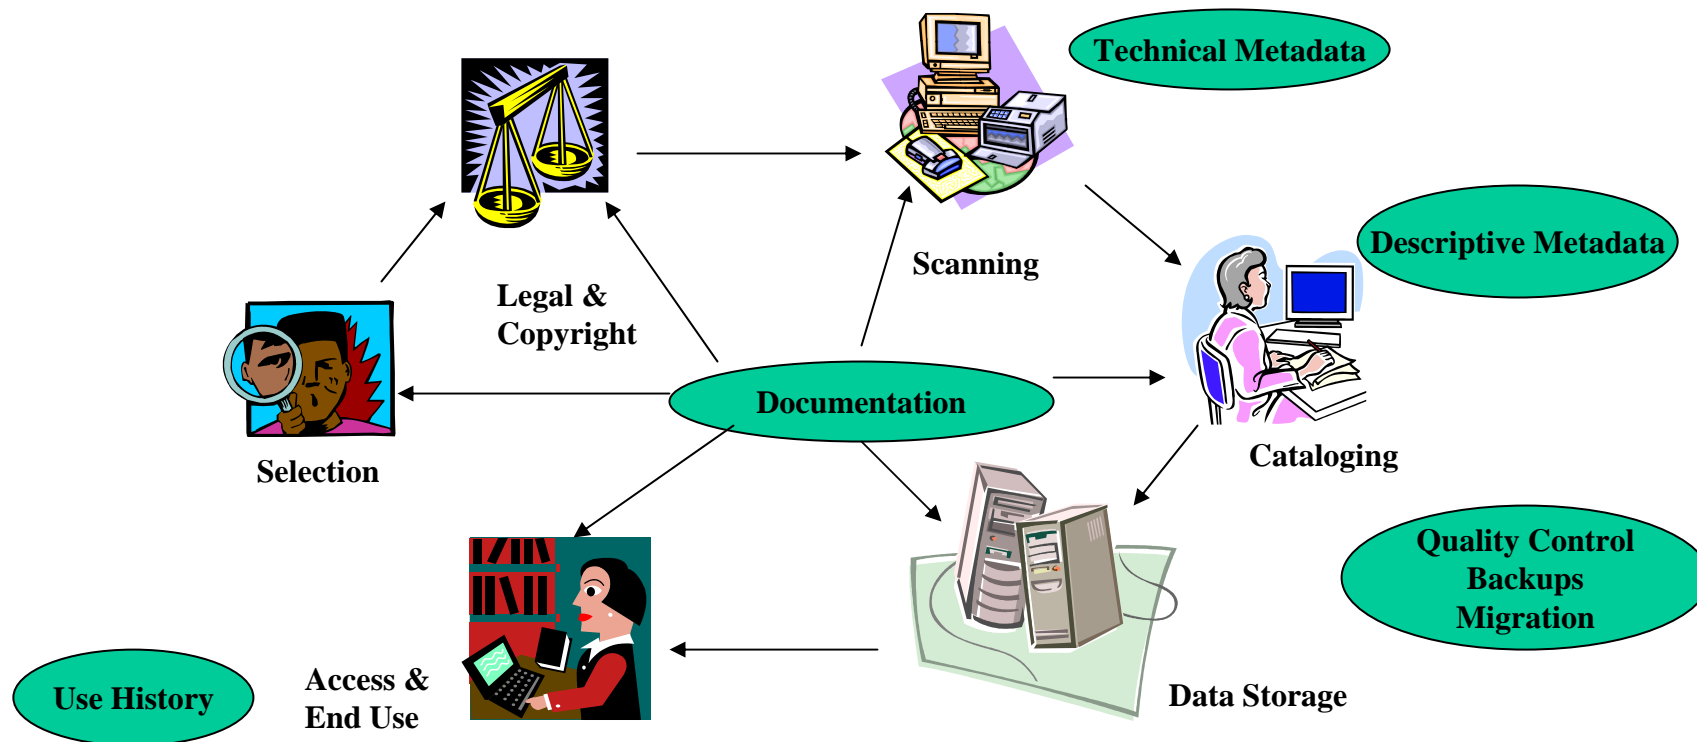 Technical Metadata
Descriptive Metadata
Scanning
Legal &
Copyright
Documentation
Selection
Cataloging
Quality Control
Backups
Migration
Access &
End Use
Use History
Data Storage